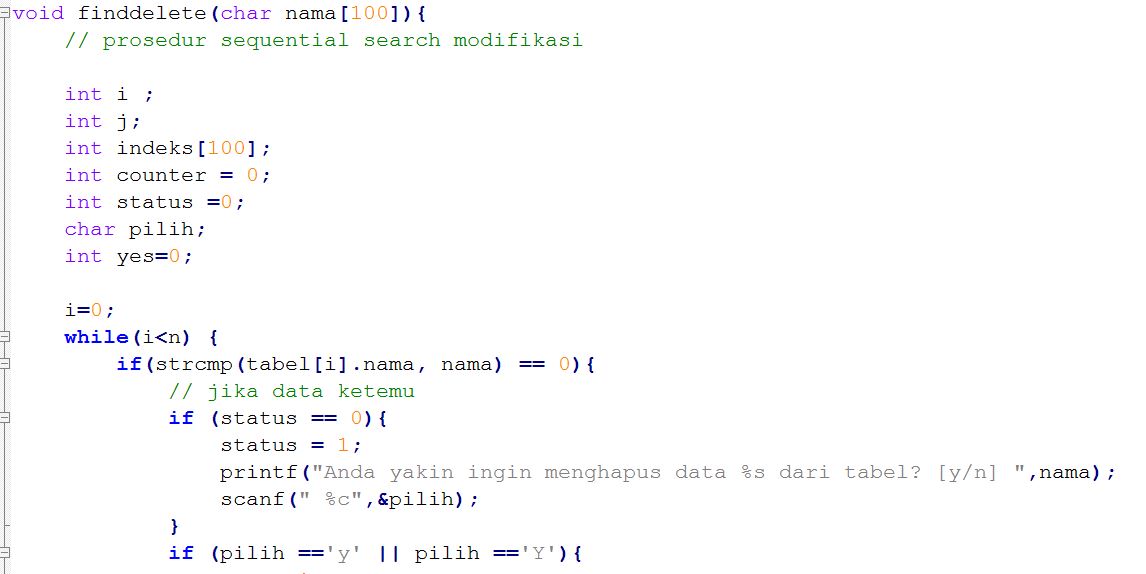 void finddelete(char nama[100]){
// prosedur sequential search modifikasi
int i ;
int j;
int indeks[100];
int counter = 0;
int status =0;
char pilih;
int yes=0;
i=0;
while(i<n) {
if(strcmp(tabel[i].nama, nama) == 0){
// jika data ketemu
if (status == 0){
status = 1;
printf("Anda yakin ingin menghapus data %s dari tabel? [y/n] ",nama);
scanf(" %c",&pilih);
}
if (pilih =='y' || pilih =='Y'){